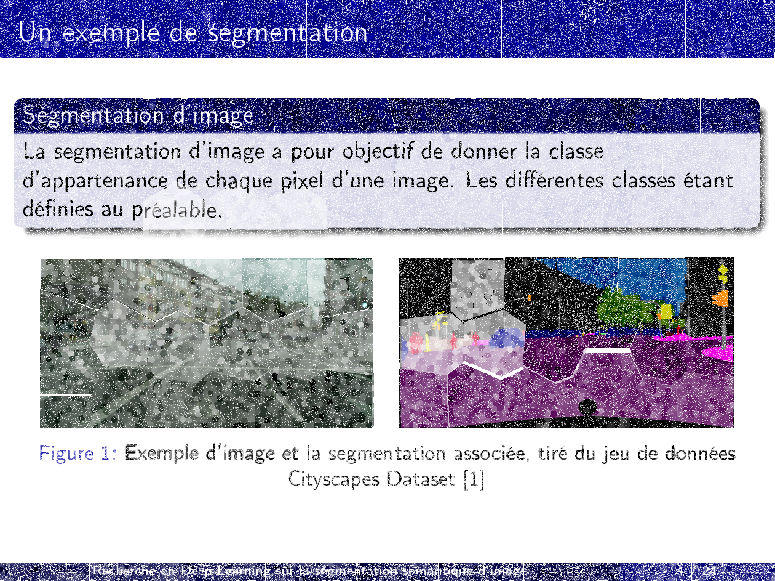 Un exemple de segmentation
Segmentation d'image
La segmentation d'image a pour objectif de donner la classe
d'appartenance de chaque pixel d'une image. Les différentes classes étant
définies au préalable.
Figure 1: Exemple d'image et la segmentation associée, tiré du jeu de données
Cityscapes Dataset [1]
Recherche en Deep Learning sur la segmentation sémantique d'image